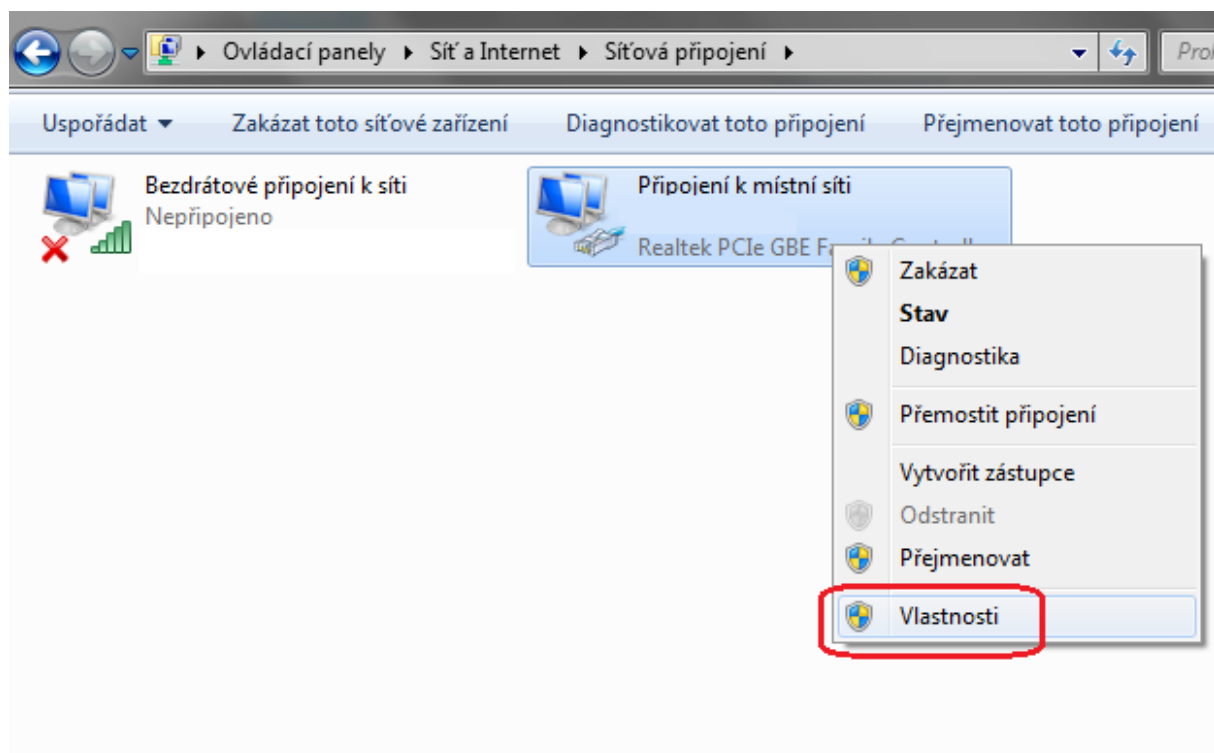 Ovládací panely Síť a Internet Síťová připojení
Uspořádat Zakázat toto síťové zařízení Diagnostikovat toto připojení Přejmenovat toto připojení
Bezdrátové připojení k síti
Nepřipojeno
Připojení k místní síti
Realtek PCIe GBE
Zakázat
Stav
Diagnostika
Přemostit připojení
Vytvořit zástupce
Odstranit
Přejmenovat
Vlastnosti